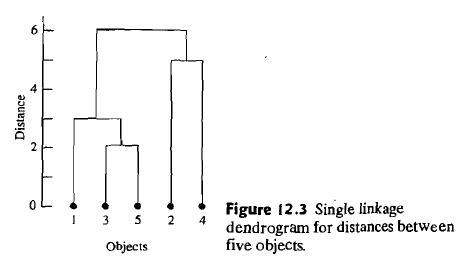 6
4
2
0
Distance
1 3 5 2 4
Objects
Figure 12.3 Single linkage
dendrogram for distances between
five objects.